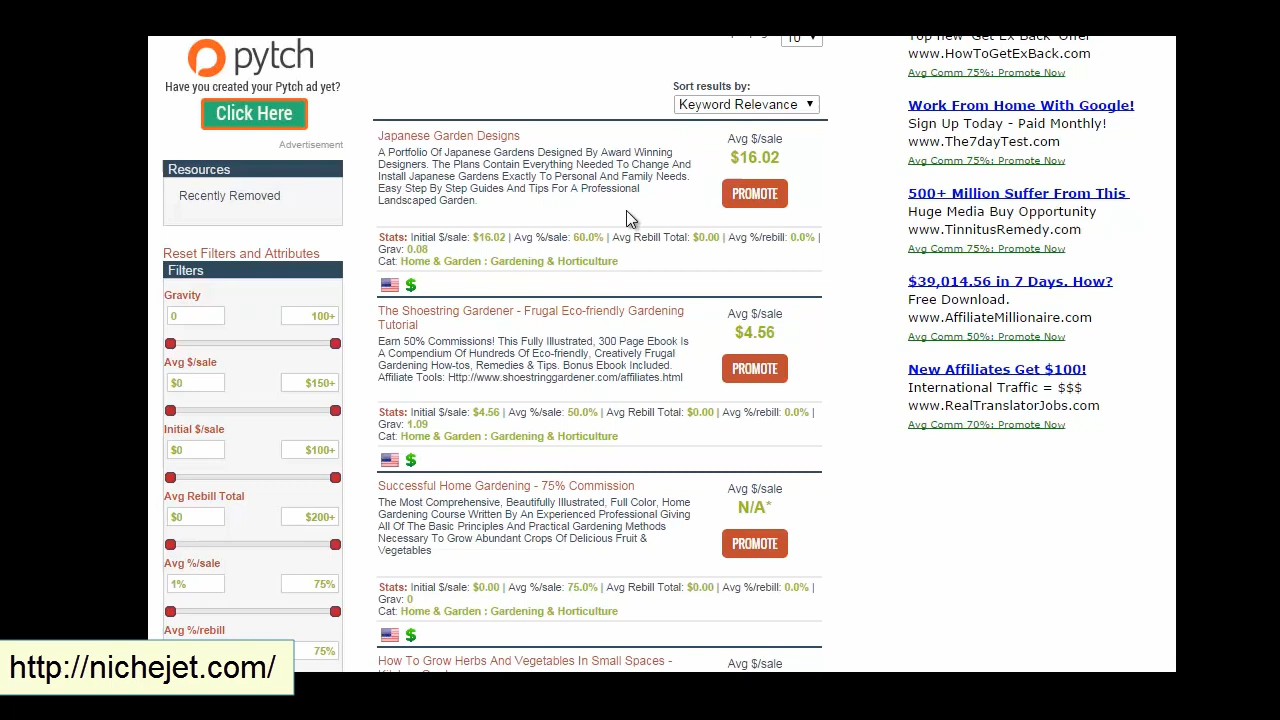 pytch
Have you created your Pytch ad yet?
Click Here
Advertisement
Resources
Recently Removed
Reset Filters and Attributes
Filters
Gravity
0 100+
Avg $/sale
$0 $150+
Initial $/sale
$0 $100+
Avg Rebill Total
$0 $200+
Avg %/sale
1% 75%
Avg %/rebill
75%
http://nichejet.com/
10
Sort results by:
Keyword Relevance
Japanese Garden Designs
A Portfolio Of Japanese Gardens Designed By Award Winning
Designers. The Plans Contain Everything Needed To Change And
Install Japanese Gardens Exactly To Personal And Family Needs.
Easy Step By Step Guides And Tips For A Professional
Landscaped Garden.
Avg $/sale
$16.02
PROMOTE
Stats: Initial $/sale: $16.02 | Avg %/sale: 60.0% | Avg Rebill Total: $0.00 | Avg %/rebill: 0.0% |
Grav: 0.08
Cat: Home & Garden : Gardening & Horticulture
$
The Shoestring Gardener - Frugal Eco-friendly Gardening
Tutorial
Earn 50% Commissions! This Fully Illustrated, 300 Page Ebook Is
A Compendium Of Hundreds Of Eco-friendly, Creatively Frugal
Gardening How-tos, Remedies & Tips. Bonus Ebook Included.
Affiliate Tools: Http://www.shoestringgardener.com/affiliates.html
Avg $/sale
$4.56
PROMOTE
Stats: Initial $/sale: $4.56 | Avg %/sale: 50.0% | Avg Rebill Total: $0.00 | Avg %/rebill: 0.0% |
Grav: 1.09
Cat: Home & Garden : Gardening & Horticulture
$
Successful Home Gardening - 75% Commission
The Most Comprehensive, Beautifully Illustrated, Full Color, Home
Gardening Course Written By An Experienced Professional Giving
All Of The Basic Principles And Practical Gardening Methods
Necessary To Grow Abundant Crops Of Delicious Fruit &
Vegetables
Avg $/sale
N/A*
PROMOTE
Stats: Initial $/sale: $0.00 | Avg %/sale: 75.0% | Avg Rebill Total: $0.00 | Avg %/rebill: 0.0% |
Grav: 0
Cat: Home & Garden : Gardening & Horticulture
$
How To Grow Herbs And Vegetables In Small Spaces -
Avg $/sale
Top new 'Get Ex Back' Offer
www.HowToGetExBack.com
Avg Comm 75%: Promote Now
Work From Home With Google!
Sign Up Today - Paid Monthly!
www.The7dayTest.com
Avg Comm 75%: Promote Now
500+ Million Suffer From This
Huge Media Buy Opportunity
www.TinnitusRemedy.com
Avg Comm 75%: Promote Now
$39,014.56 in 7 Days. How?
Free Download.
www.AffiliateMillionaire.com
Avg Comm 50%: Promote Now
New Affiliates Get $100!
International Traffic = $$$
www.RealTranslatorJobs.com
Avg Comm 70%: Promote Now